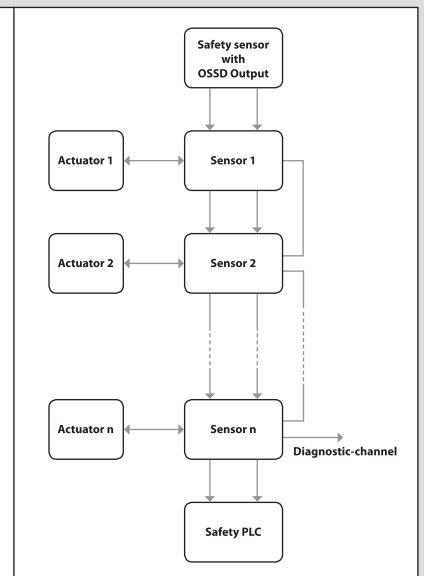 Safety sensor
with
OSSD Output
Actuator 1
Sensor 1
Actuator 2
Sensor 2
Actuator n
Sensor n
Diagnostic-channel
Safety PLC